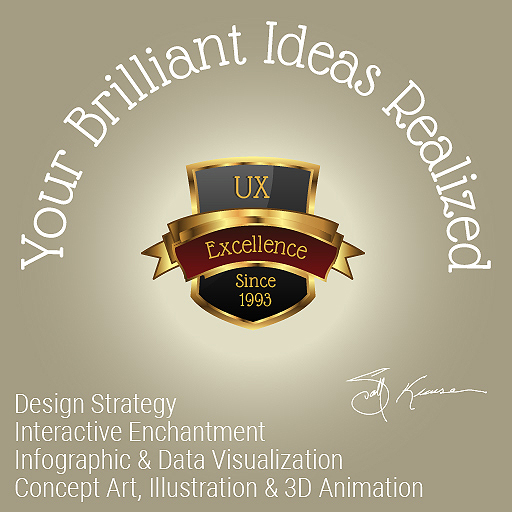 Your Brilliant Ideas Realized
UX
Excellence
Since
1993
Design Strategy
Interactive Enchantment
Infographic & Data Visualization
Concept Art, Illustration & 3D Animation